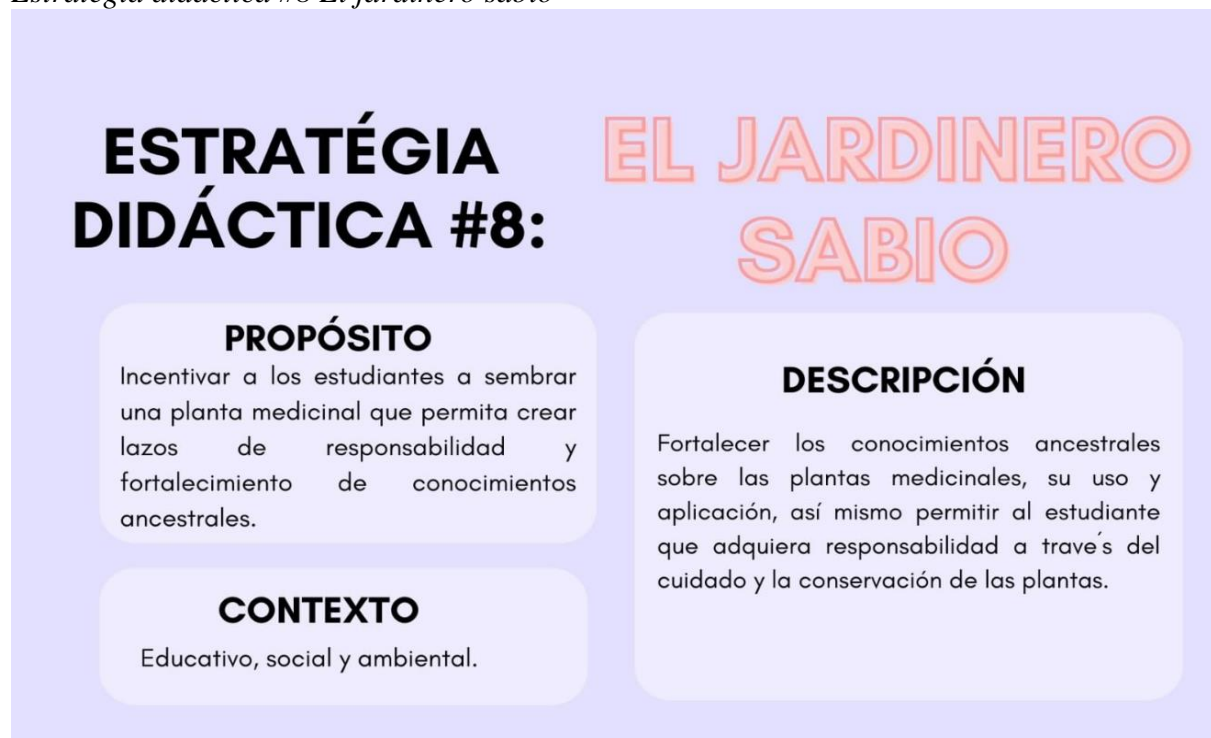 Estrategia didáctica #8 El jardinero sabio
ESTRATÉGIA
DIDÁCTICA #8:
EL JARDINERO
SABIO
PROPÓSITO
Incentivar a los estudiantes a sembrar
una planta medicinal que permita crear
lazos de responsabilidad y
fortalecimiento de conocimientos
ancestrales.
CONTEXTO
Educativo, social y ambiental.
DESCRIPCIÓN
Fortalecer los conocimientos ancestrales
sobre las plantas medicinales, su uso y
aplicación, así mismo permitir al estudiante
que adquiera responsabilidad a trave´s del
cuidado y la conservación de las plantas.